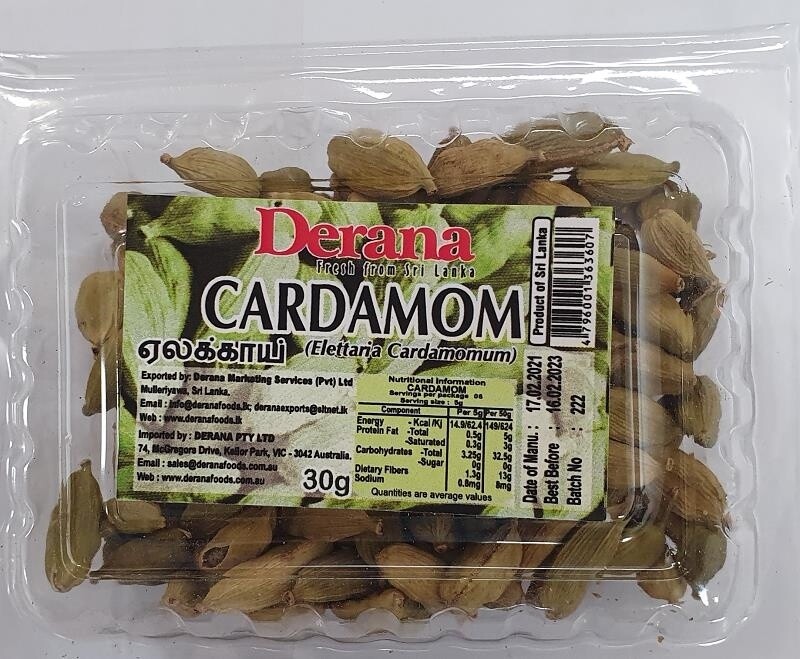 Derana
Fresh from Sri Lanka
CARDAMOM
ஏலக்காய்
(Elettaria Cardamomum)
Exported by: Derana Marketing Services (Pvt) Ltd
Mulleriyawa, Sri Lanka,
Email : info@deranafoods.lk; deranaexports@sltnet.lk
Web : www.deranafoods.lk
Imported by : DERANA PTY LTD
74, McGregors Drive, Keilor Park, VIC - 3042 Australia.
Email : sales@deranafoods.com.au
Web : www.deranafoods.com.au
30g
Nutritional Information
CARDAMOM
Servings per package 06
Serving size : 5g
Component Per 5g Per 50g
Energy - Kcal/Kj 14.9/62.4 149/624
Protein 0.5g 5g
Fat -Total 0.3g 3g
-Saturated
Carbohydrates -Total 3.25g 32.5g
-Sugar 0g 0g
Dietary Fibers 1.3g 13g
Sodium 0.8mg 8mg
Quantities are average values
Product of Sri Lanka
4796001363607
Date of Manu : 17.02.2021
Best Before : 16.02.2023
Batch No : 222